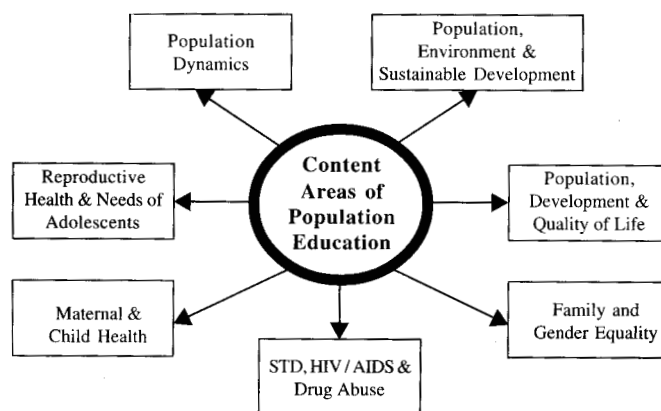 Population
Dynamics
Population,
Environment &
Sustainable Development
Content
Areas of
Population
Education
Reproductive
Health & Needs of
Adolescents
Population,
Development &
Quality of Life
Maternal &
Child Health
Family and
Gender Equality
STD, HIV / AIDS &
Drug Abuse